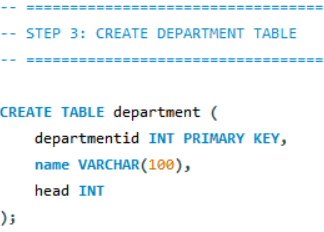 -- ==================================
-- STEP 3: CREATE DEPARTMENT TABLE
-- ==================================
CREATE TABLE department (
    departmentid INT PRIMARY KEY,
    name VARCHAR(100),
    head INT
);